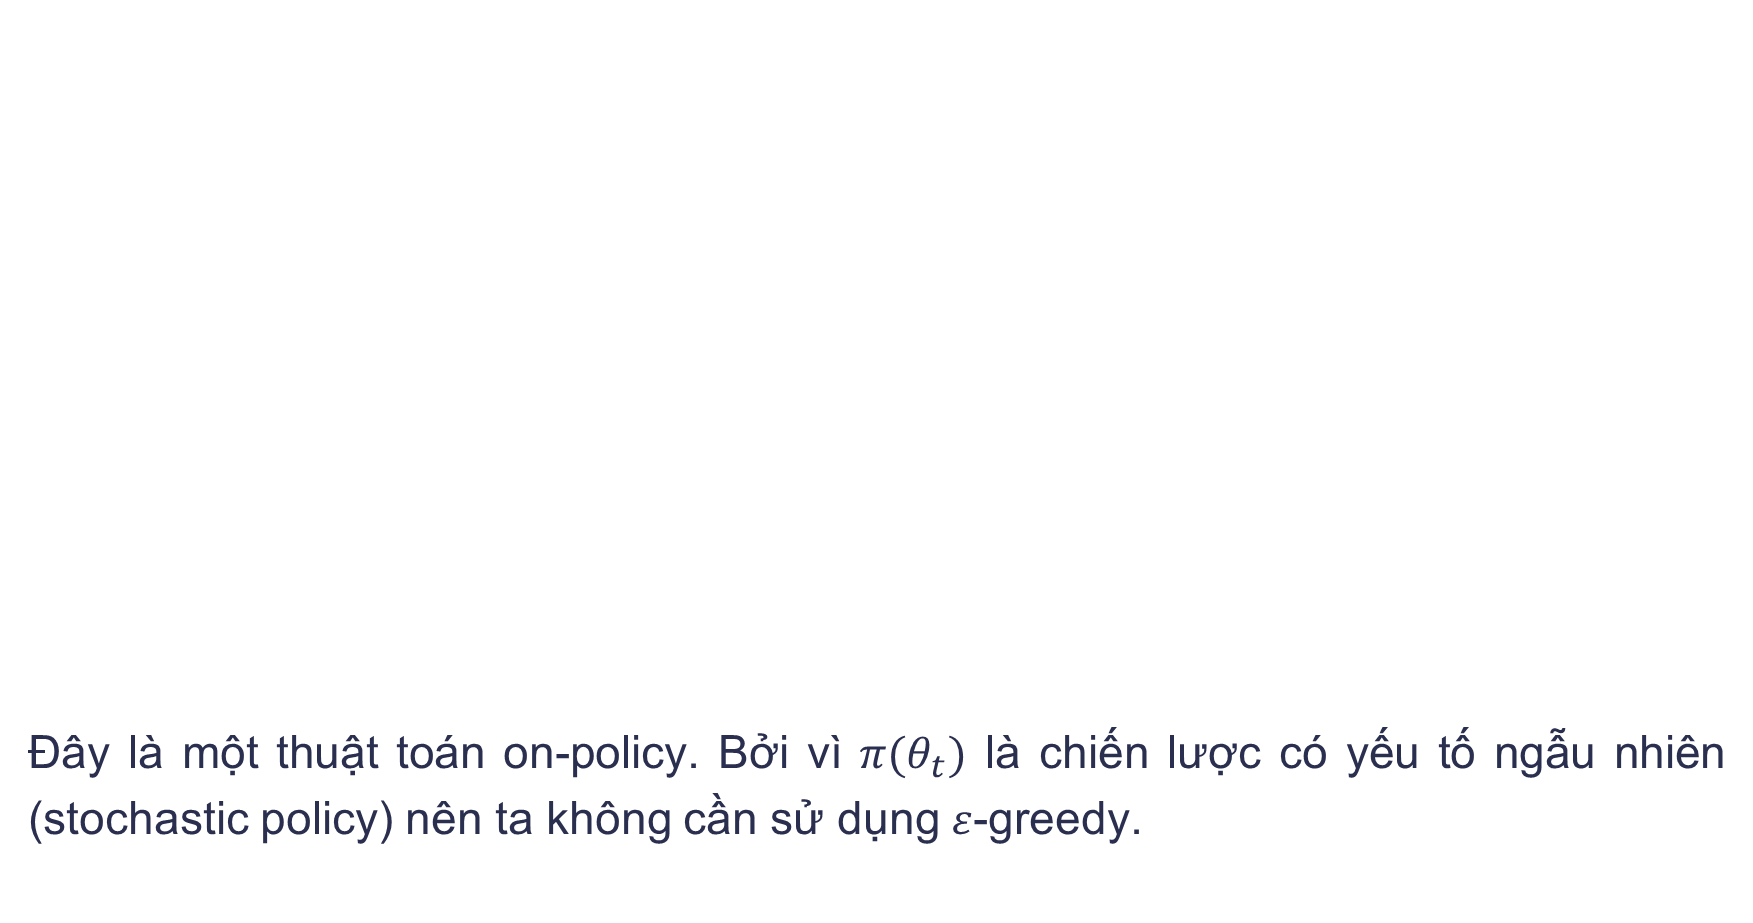 Đây là một thuật toán on-policy. Bởi vì 𝜋(𝜃ₜ) là chiến lược có yếu tố ngẫu nhiên
(stochastic policy) nên ta không cần sử dụng 𝜀-greedy.